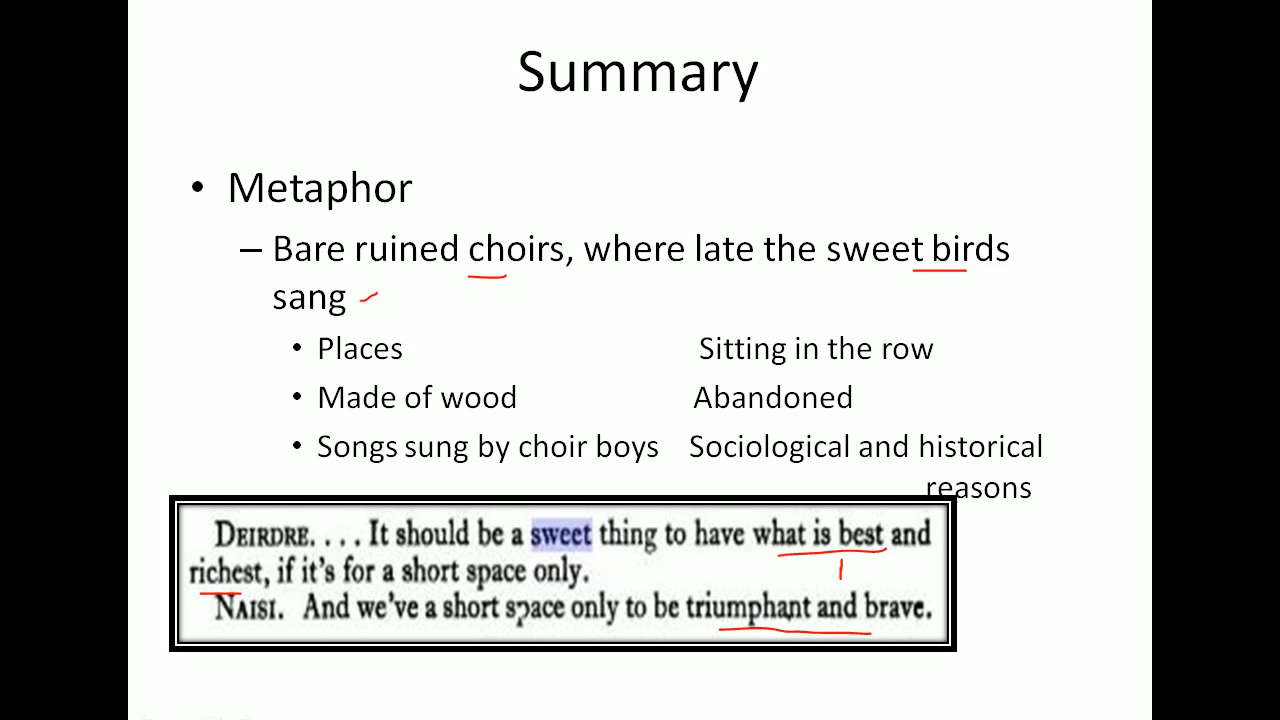 Summary
• Metaphor
– Bare ruined choirs, where late the sweet birds
sang
• Places Sitting in the row
• Made of wood Abandoned
• Songs sung by choir boys Sociological and historical
reasons
DEIRDRE. . . . It should be a sweet thing to have what is best and
richest, if it's for a short space only.
NAISI. And we've a short space only to be triumphant and brave.